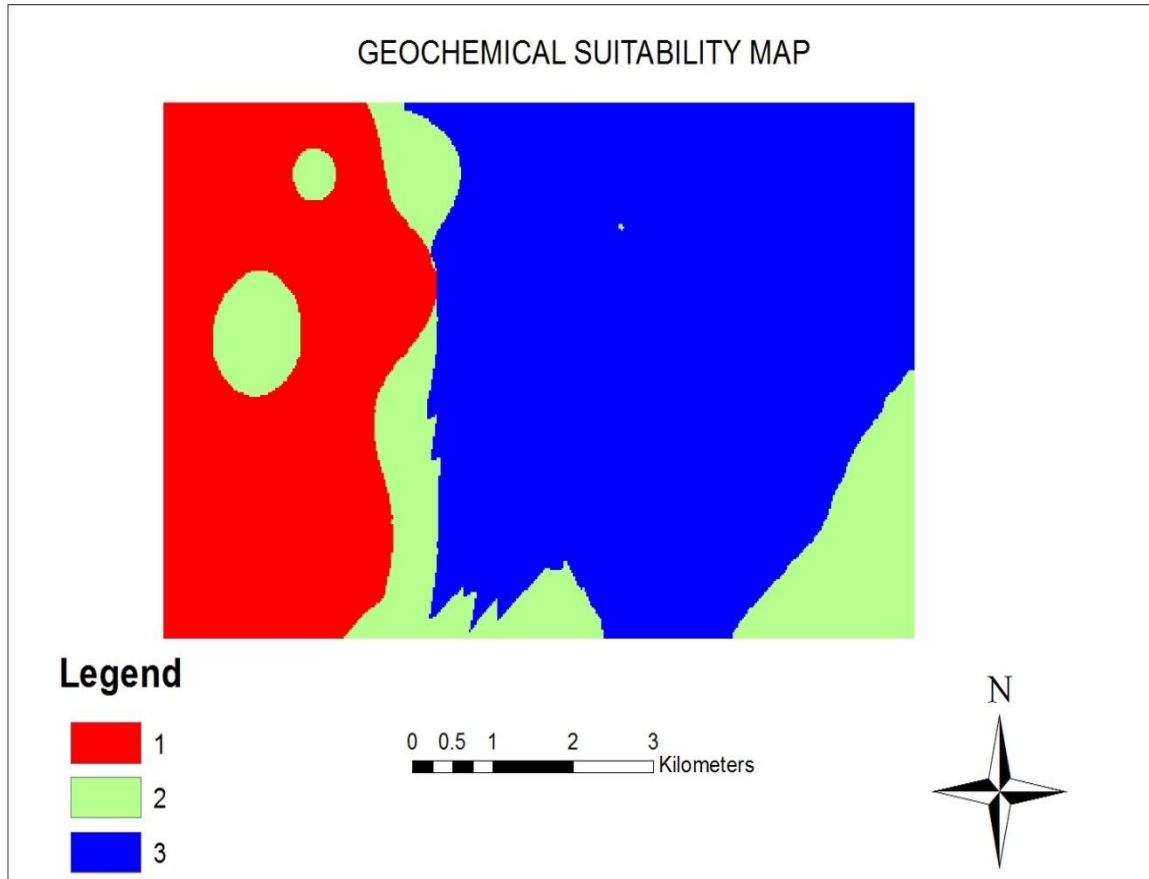 GEOCHEMICAL SUITABILITY MAP
Legend
1
2
3
0 0.5 1 2 3
Kilometers
N